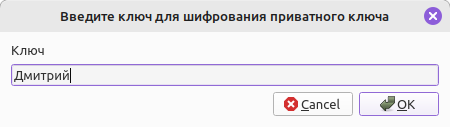 Введите ключ для шифрования приватного ключа
Ключ
Дмитрий
Cancel OK